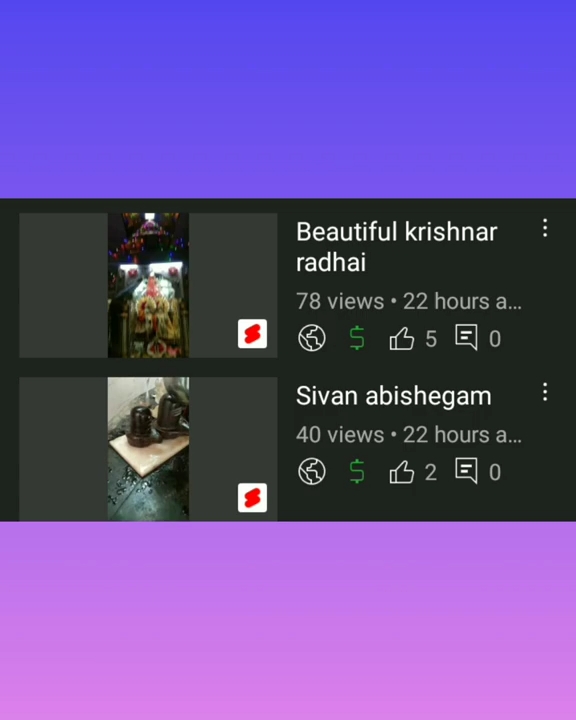 Beautiful krishnar
radhai
78 views • 22 hours a...
5 0
Sivan abishegam
40 views • 22 hours a...
2 0